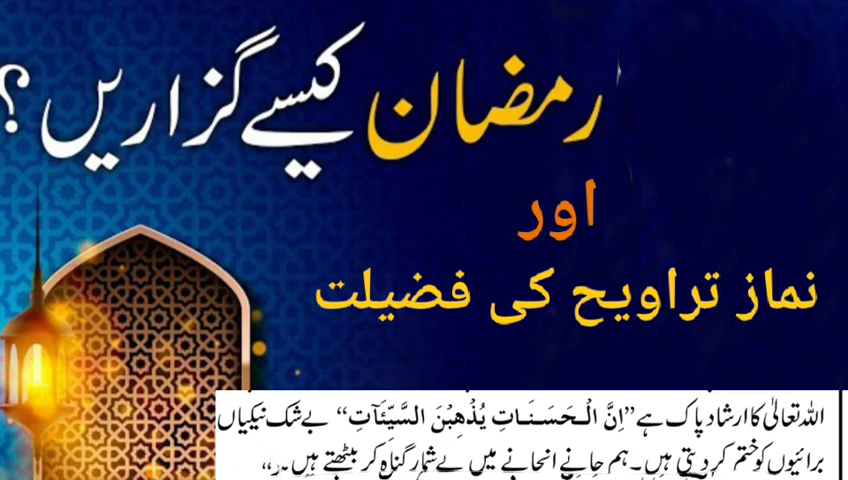 رمضان کیسے گزاریں؟
اور
نماز تراویح کی فضیلت
اللہ تعالیٰ کا ارشاد پاک ہے ”اِنَّ الْحَسَنَاتِ یُذْهِبْنَ السَّیِّئَآتِ“ بے شک نیکیاں
برائیوں کو ختم کر دیتی ہیں۔ ہم جانے انجانے میں بے شمار گناہ کر بیٹھتے ہیں۔